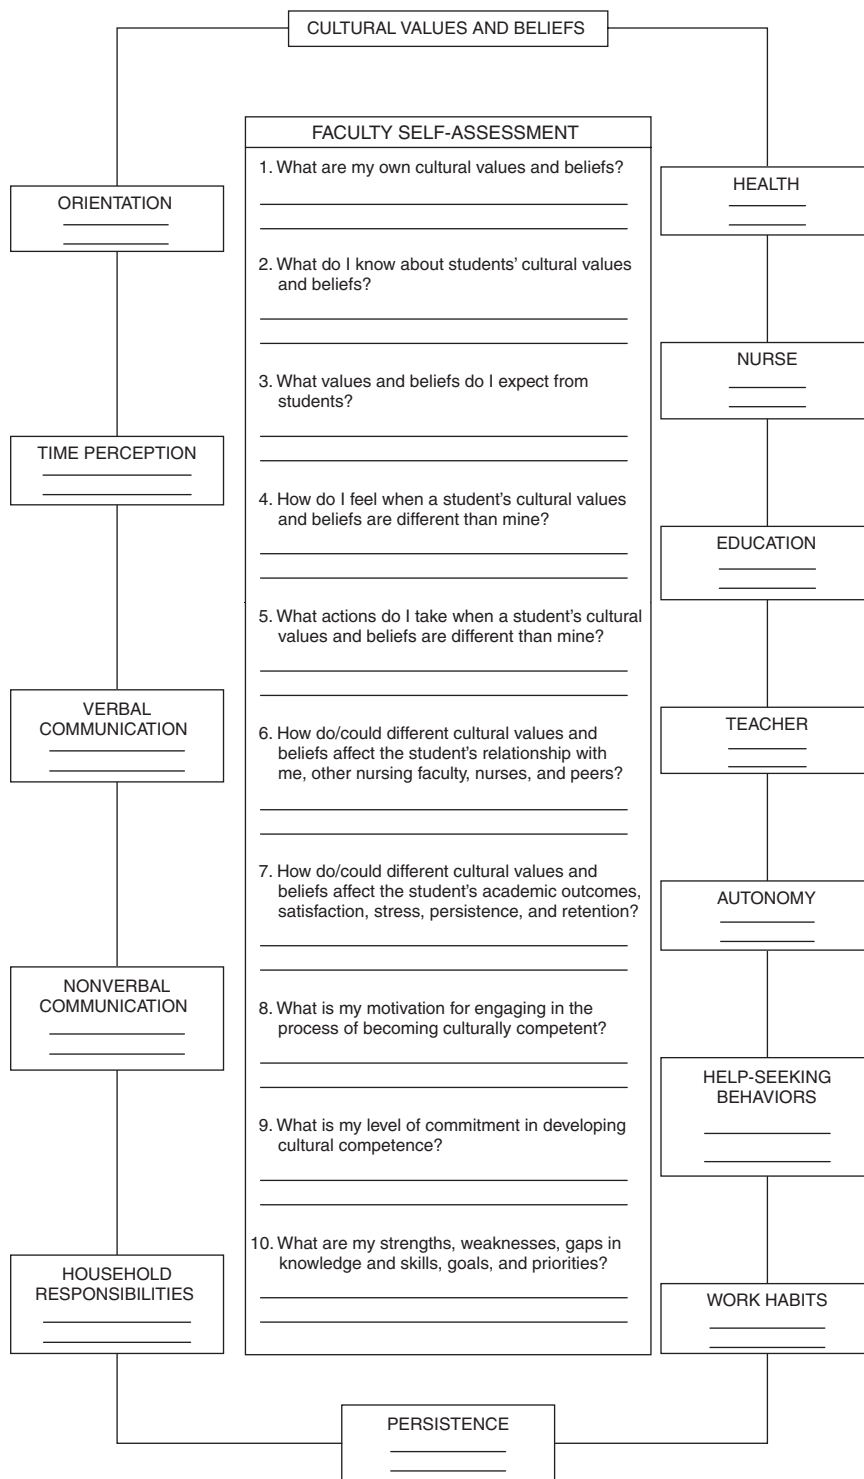 CULTURAL VALUES AND BELIEFS
ORIENTATION
TIME PERCEPTION
VERBAL
COMMUNICATION
NONVERBAL
COMMUNICATION
HOUSEHOLD
RESPONSIBILITIES
FACULTY SELF-ASSESSMENT
1. What are my own cultural values and beliefs?
2. What do I know about students’ cultural values
and beliefs?
3. What values and beliefs do I expect from
students?
4. How do I feel when a student’s cultural values
and beliefs are different than mine?
5. What actions do I take when a student’s cultural
values and beliefs are different than mine?
6. How do/could different cultural values and
beliefs affect the student’s relationship with
me, other nursing faculty, nurses, and peers?
7. How do/could different cultural values and
beliefs affect the student’s academic outcomes,
satisfaction, stress, persistence, and retention?
8. What is my motivation for engaging in the
process of becoming culturally competent?
9. What is my level of commitment in developing
cultural competence?
10. What are my strengths, weaknesses, gaps in
knowledge and skills, goals, and priorities?
HEALTH
NURSE
EDUCATION
TEACHER
AUTONOMY
HELP-SEEKING
BEHAVIORS
WORK HABITS
PERSISTENCE